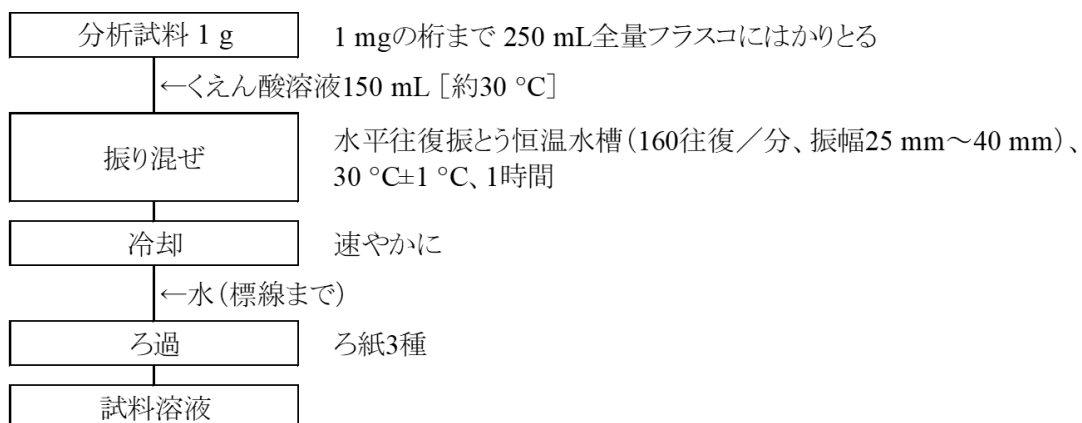 分析試料 1 g
1 mgの桁まで 250 mL全量フラスコにはかりとる
←くえん酸溶液150 mL [約30 °C]
振り混ぜ
水平往復振とう恒温水槽（160往復／分、振幅25 mm～40 mm）、
30 °C±1 °C、1時間
冷却
速やかに
←水（標線まで）
ろ過
ろ紙3種
試料溶液